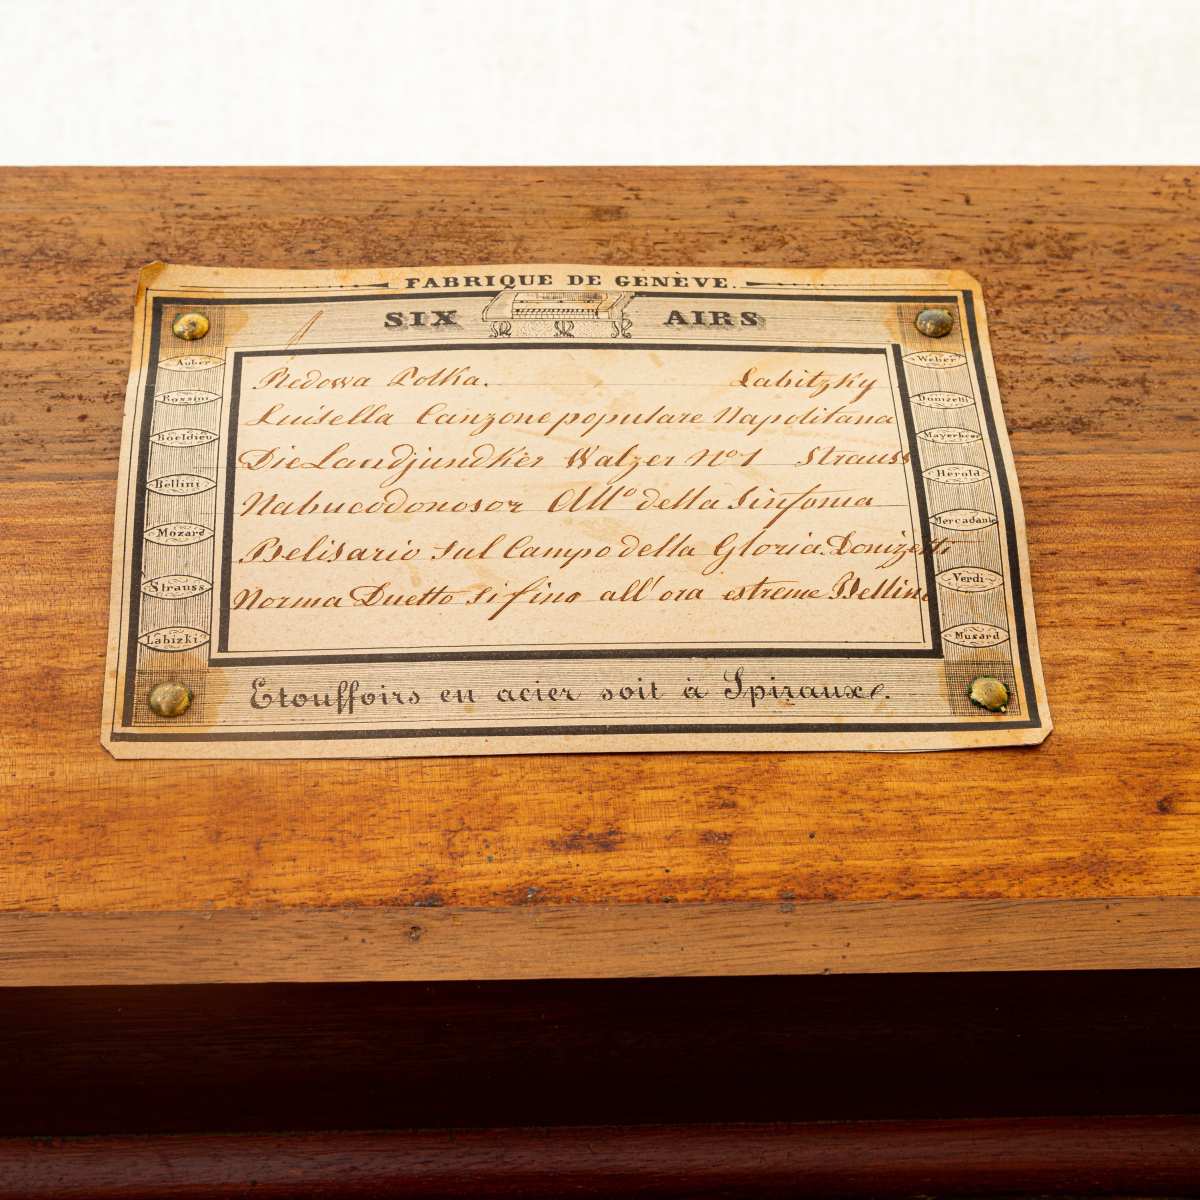 FABRIQUE DE GENÈVE.
SIX AIRS
Auber
Rossini
Boeldieu
Bellini
Mozard
Strauss
Labizki
Redowa Polka. Labitzky
Luisella Canzone populare Napolitana
Die Landjundkèr Walzer No. 1 Strauss
Nabucodonosor All.o della Sinfonia
Belisario sul Campo della Gloria. Donizetti
Norma Duetto Si fino all'ora estreme Bellini
Weber
Donizetti
Mayerbeer
Herold
Mercadante
Verdi
Musard
Etouffoirs en acier soit à Spiraux.